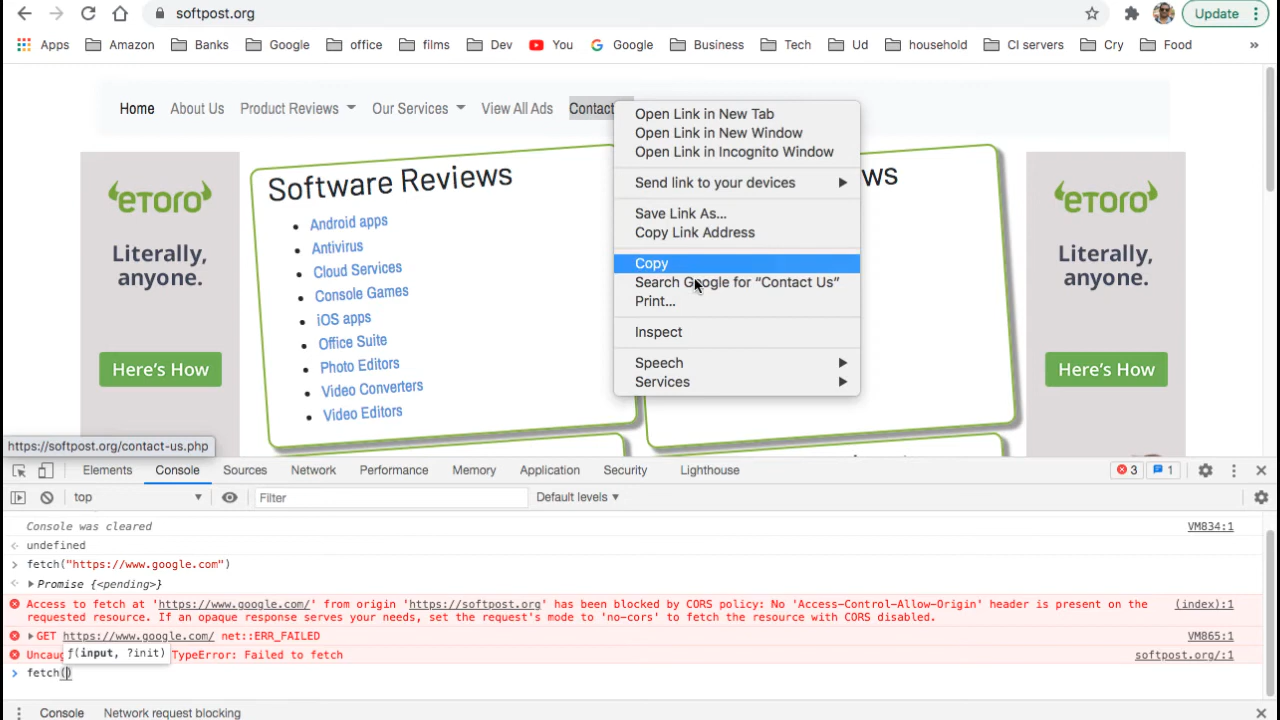 softpost.org
Update
Apps Amazon Banks Google office films Dev You Google Business Tech Ud household CI servers Cry Food »
Home About Us Product Reviews Our Services View All Ads Contact
Open Link in New Tab
Open Link in New Window
Open Link in Incognito Window
Send link to your devices
Save Link As...
Copy Link Address
Copy
Search Google for “Contact Us”
Print...
Inspect
Speech
Services
eToro
Literally,
anyone.
Here’s How
Software Reviews
Android apps
Antivirus
Cloud Services
Console Games
iOS apps
Office Suite
Photo Editors
Video Converters
Video Editors
ws
eToro
Literally,
anyone.
Here’s How
https://softpost.org/contact-us.php
Elements Console Sources Network Performance Memory Application Security Lighthouse 3 1
top Filter Default levels
Console was cleared VM834:1
undefined
fetch("https://www.google.com")
Promise {<pending>}
Access to fetch at 'https://www.google.com/' from origin 'https://softpost.org' has been blocked by CORS policy: No 'Access-Control-Allow-Origin' header is present on the (index):1
requested resource. If an opaque response serves your needs, set the request's mode to 'no-cors' to fetch the resource with CORS disabled.
GET https://www.google.com/ net::ERR_FAILED VM865:1
Uncau TypeError: Failed to fetch softpost.org/:1
ƒ(input, ?init)
fetch()
Console Network request blocking